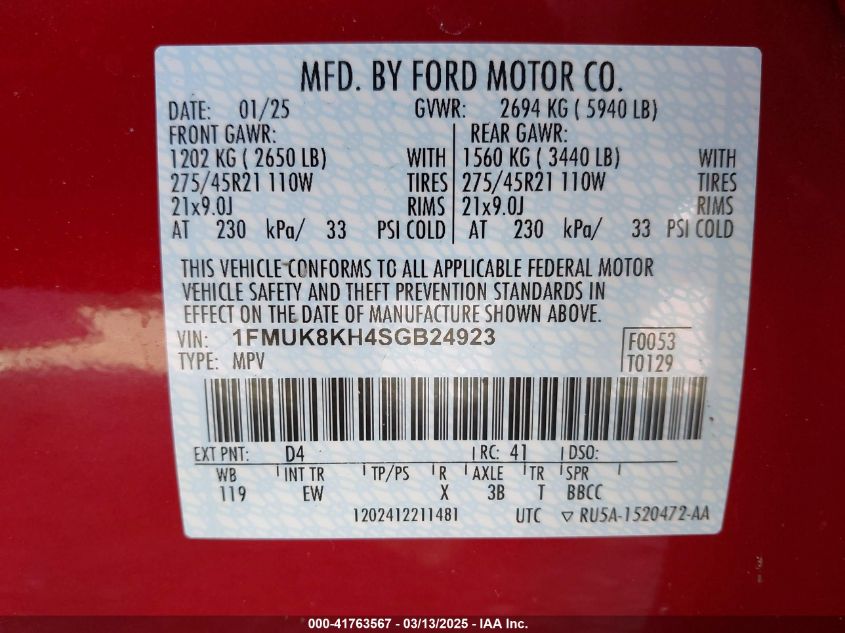 MFD. BY FORD MOTOR CO.
DATE: 01/25 GVWR: 2694 KG ( 5940 LB)
FRONT GAWR: REAR GAWR:
1202 KG ( 2650 LB) WITH 1560 KG ( 3440 LB) WITH
275/45R21 110W TIRES 275/45R21 110W TIRES
21x9.0J RIMS 21x9.0J RIMS
AT 230 kPa/ 33 PSI COLD AT 230 kPa/ 33 PSI COLD
THIS VEHICLE CONFORMS TO ALL APPLICABLE FEDERAL MOTOR
VEHICLE SAFETY AND THEFT PREVENTION STANDARDS IN
EFFECT ON THE DATE OF MANUFACTURE SHOWN ABOVE.
VIN: 1FMUK8KH4SGB24923 F0053
TYPE: MPV T0129
EXT PNT: D4 RC: 41 DSO:
WB INT TR TP/PS R AXLE TR SPR
119 EW X 3B T BBCC
1202412211481 UTC ▽ RU5A-1520472-AA
000-41763567 - 03/13/2025 - IAA Inc.